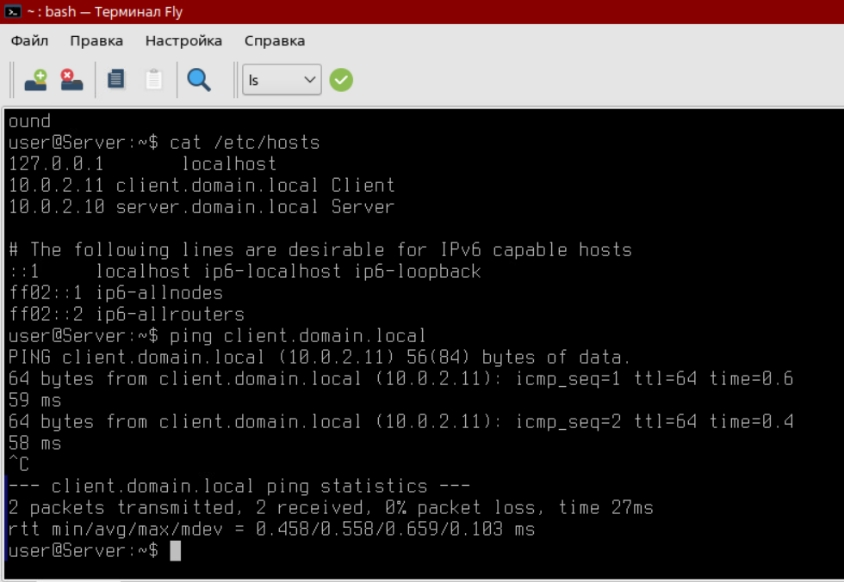 ~ : bash — Терминал Fly
Файл Правка Настройка Справка
ls
ound
user@Server:~$ cat /etc/hosts
127.0.0.1       localhost
10.0.2.11 client.domain.local Client
10.0.2.10 server.domain.local Server
# The following lines are desirable for IPv6 capable hosts
::1     localhost ip6-localhost ip6-loopback
ff02::1 ip6-allnodes
ff02::2 ip6-allrouters
user@Server:~$ ping client.domain.local
PING client.domain.local (10.0.2.11) 56(84) bytes of data.
64 bytes from client.domain.local (10.0.2.11): icmp_seq=1 ttl=64 time=0.6
59 ms
64 bytes from client.domain.local (10.0.2.11): icmp_seq=2 ttl=64 time=0.4
58 ms
^C
--- client.domain.local ping statistics ---
2 packets transmitted, 2 received, 0% packet loss, time 27ms
rtt min/avg/max/mdev = 0.458/0.558/0.659/0.103 ms
user@Server:~$